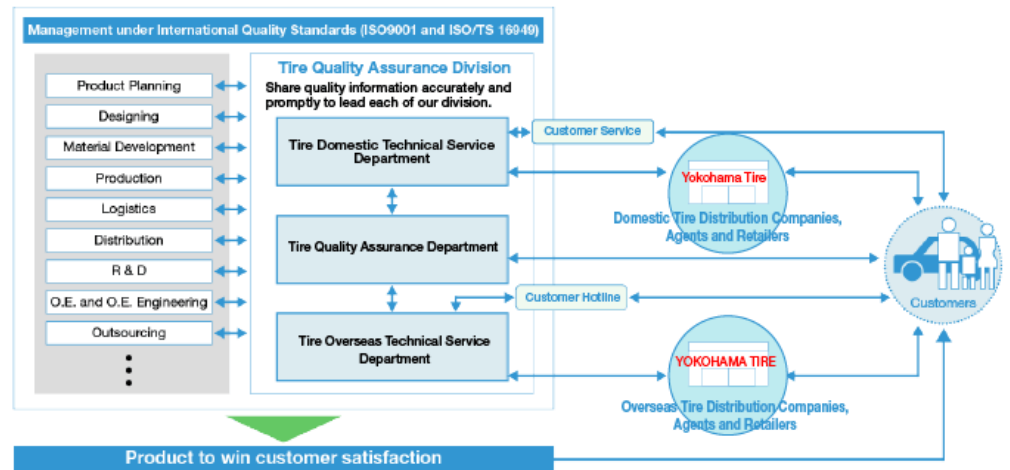 Management under International Quality Standards (ISO9001 and ISO/TS 16949)
Product Planning
Designing
Material Development
Production
Logistics
Distribution
R & D
O.E. and O.E. Engineering
Outsourcing
Tire Quality Assurance Division
Share quality information accurately and
promptly to lead each of our division.
Tire Domestic Technical Service
Department
Tire Quality Assurance Department
Tire Overseas Technical Service
Department
Customer Service
Yokohama Tire
Domestic Tire Distribution Companies,
Agents and Retailers
Customer Hotline
YOKOHAMA TIRE
Overseas Tire Distribution Companies,
Agents and Retailers
Customers
Product to win customer satisfaction